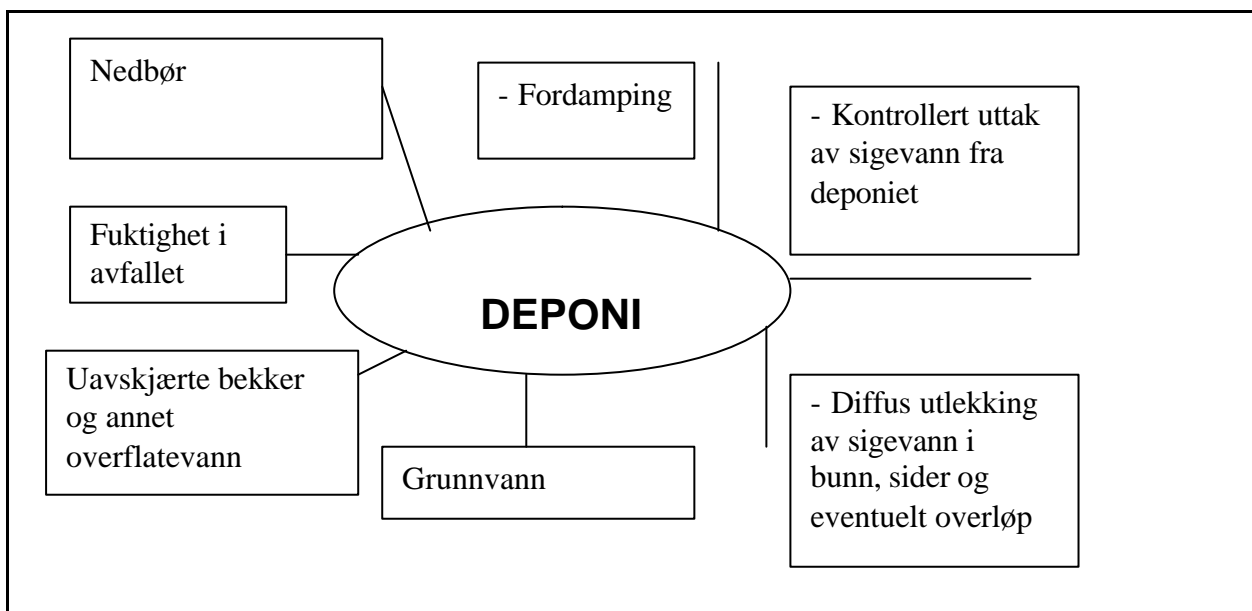 Nedbør
- Fordamping
- Kontrollert uttak
av sigevann fra
deponiet
Fuktighet i
avfallet
DEPONI
Uavskjærte bekker
og annet
overflatevann
Grunnvann
- Diffus utlekking
av sigevann i
bunn, sider og
eventuelt overløp